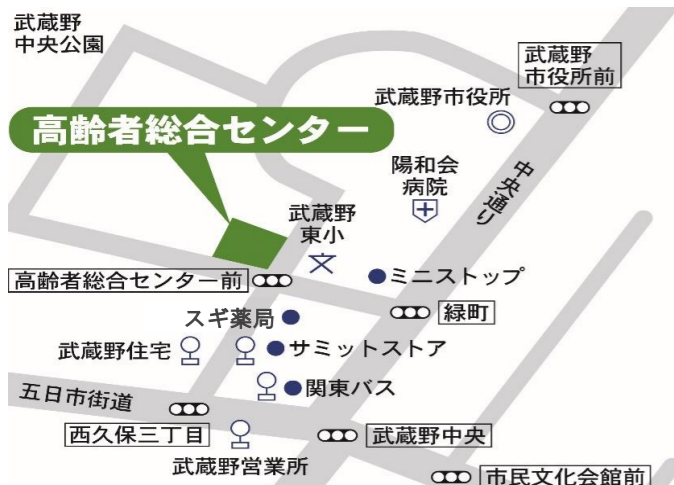 武蔵野
中央公園
武蔵野
市役所前
武蔵野市役所
高齢者総合センター
陽和会
病院
中央通り
武蔵野
東小
高齢者総合センター前
ミニストップ
緑町
スギ薬局
武蔵野住宅
サミットストア
関東バス
五日市街道
西久保三丁目
武蔵野中央
武蔵野営業所
市民文化会館前